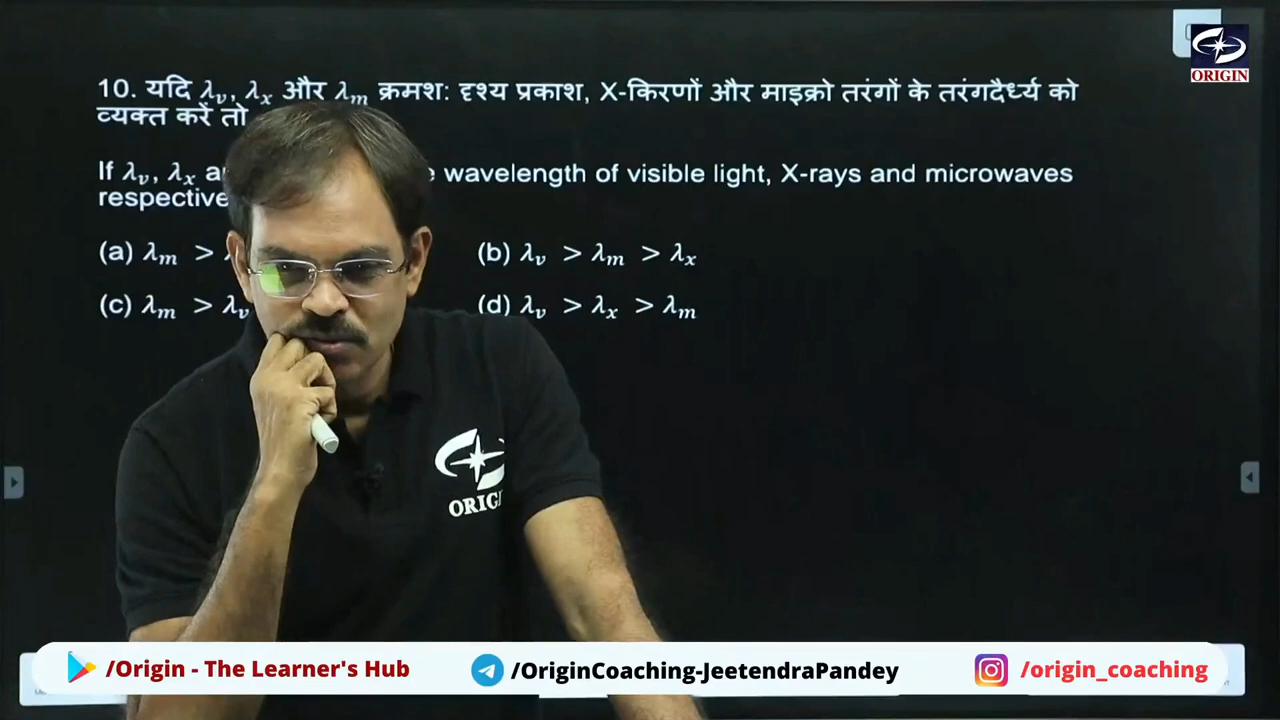 ORIGIN
10. यदि λᵥ, λₓ और λₘ क्रमश: दृश्य प्रकाश, X-किरणों और माइक्रो तरंगों के तरंगदैर्ध्य को
व्यक्त करें तो
If λᵥ, λₓ wavelength of visible light, X-rays and microwaves
(a) λₘ > (b) λᵥ > λₘ > λₓ
(c) λₘ > λᵥ (d) λᵥ > λₓ > λₘ
ORIGIN
/Origin - The Learner's Hub /OriginCoaching-JeetendraPandey /origin_coaching